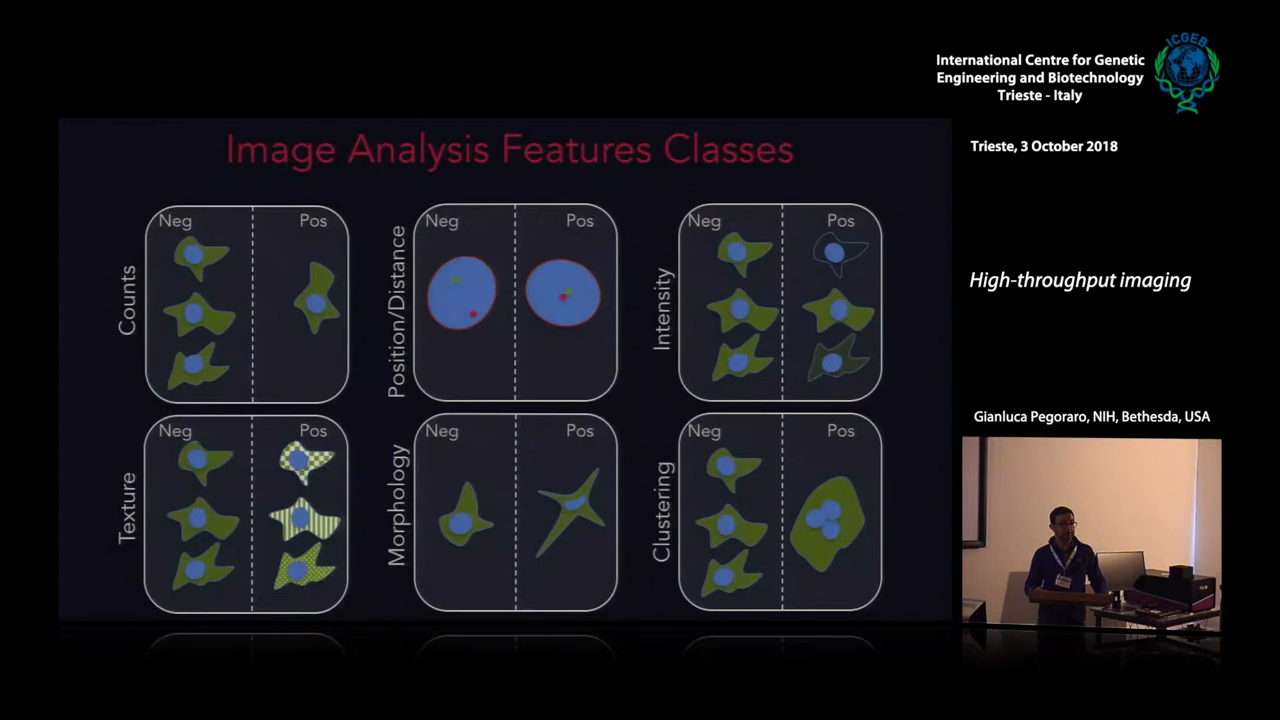 ICGEB
International Centre for Genetic
Engineering and Biotechnology
Trieste - Italy
Trieste, 3 October 2018
High-throughput imaging
Gianluca Pegoraro, NIH, Bethesda, USA
Image Analysis Features Classes
Counts
Neg Pos
Position/Distance
Neg Pos
Intensity
Neg Pos
Texture
Neg Pos
Morphology
Neg Pos
Clustering
Neg Pos